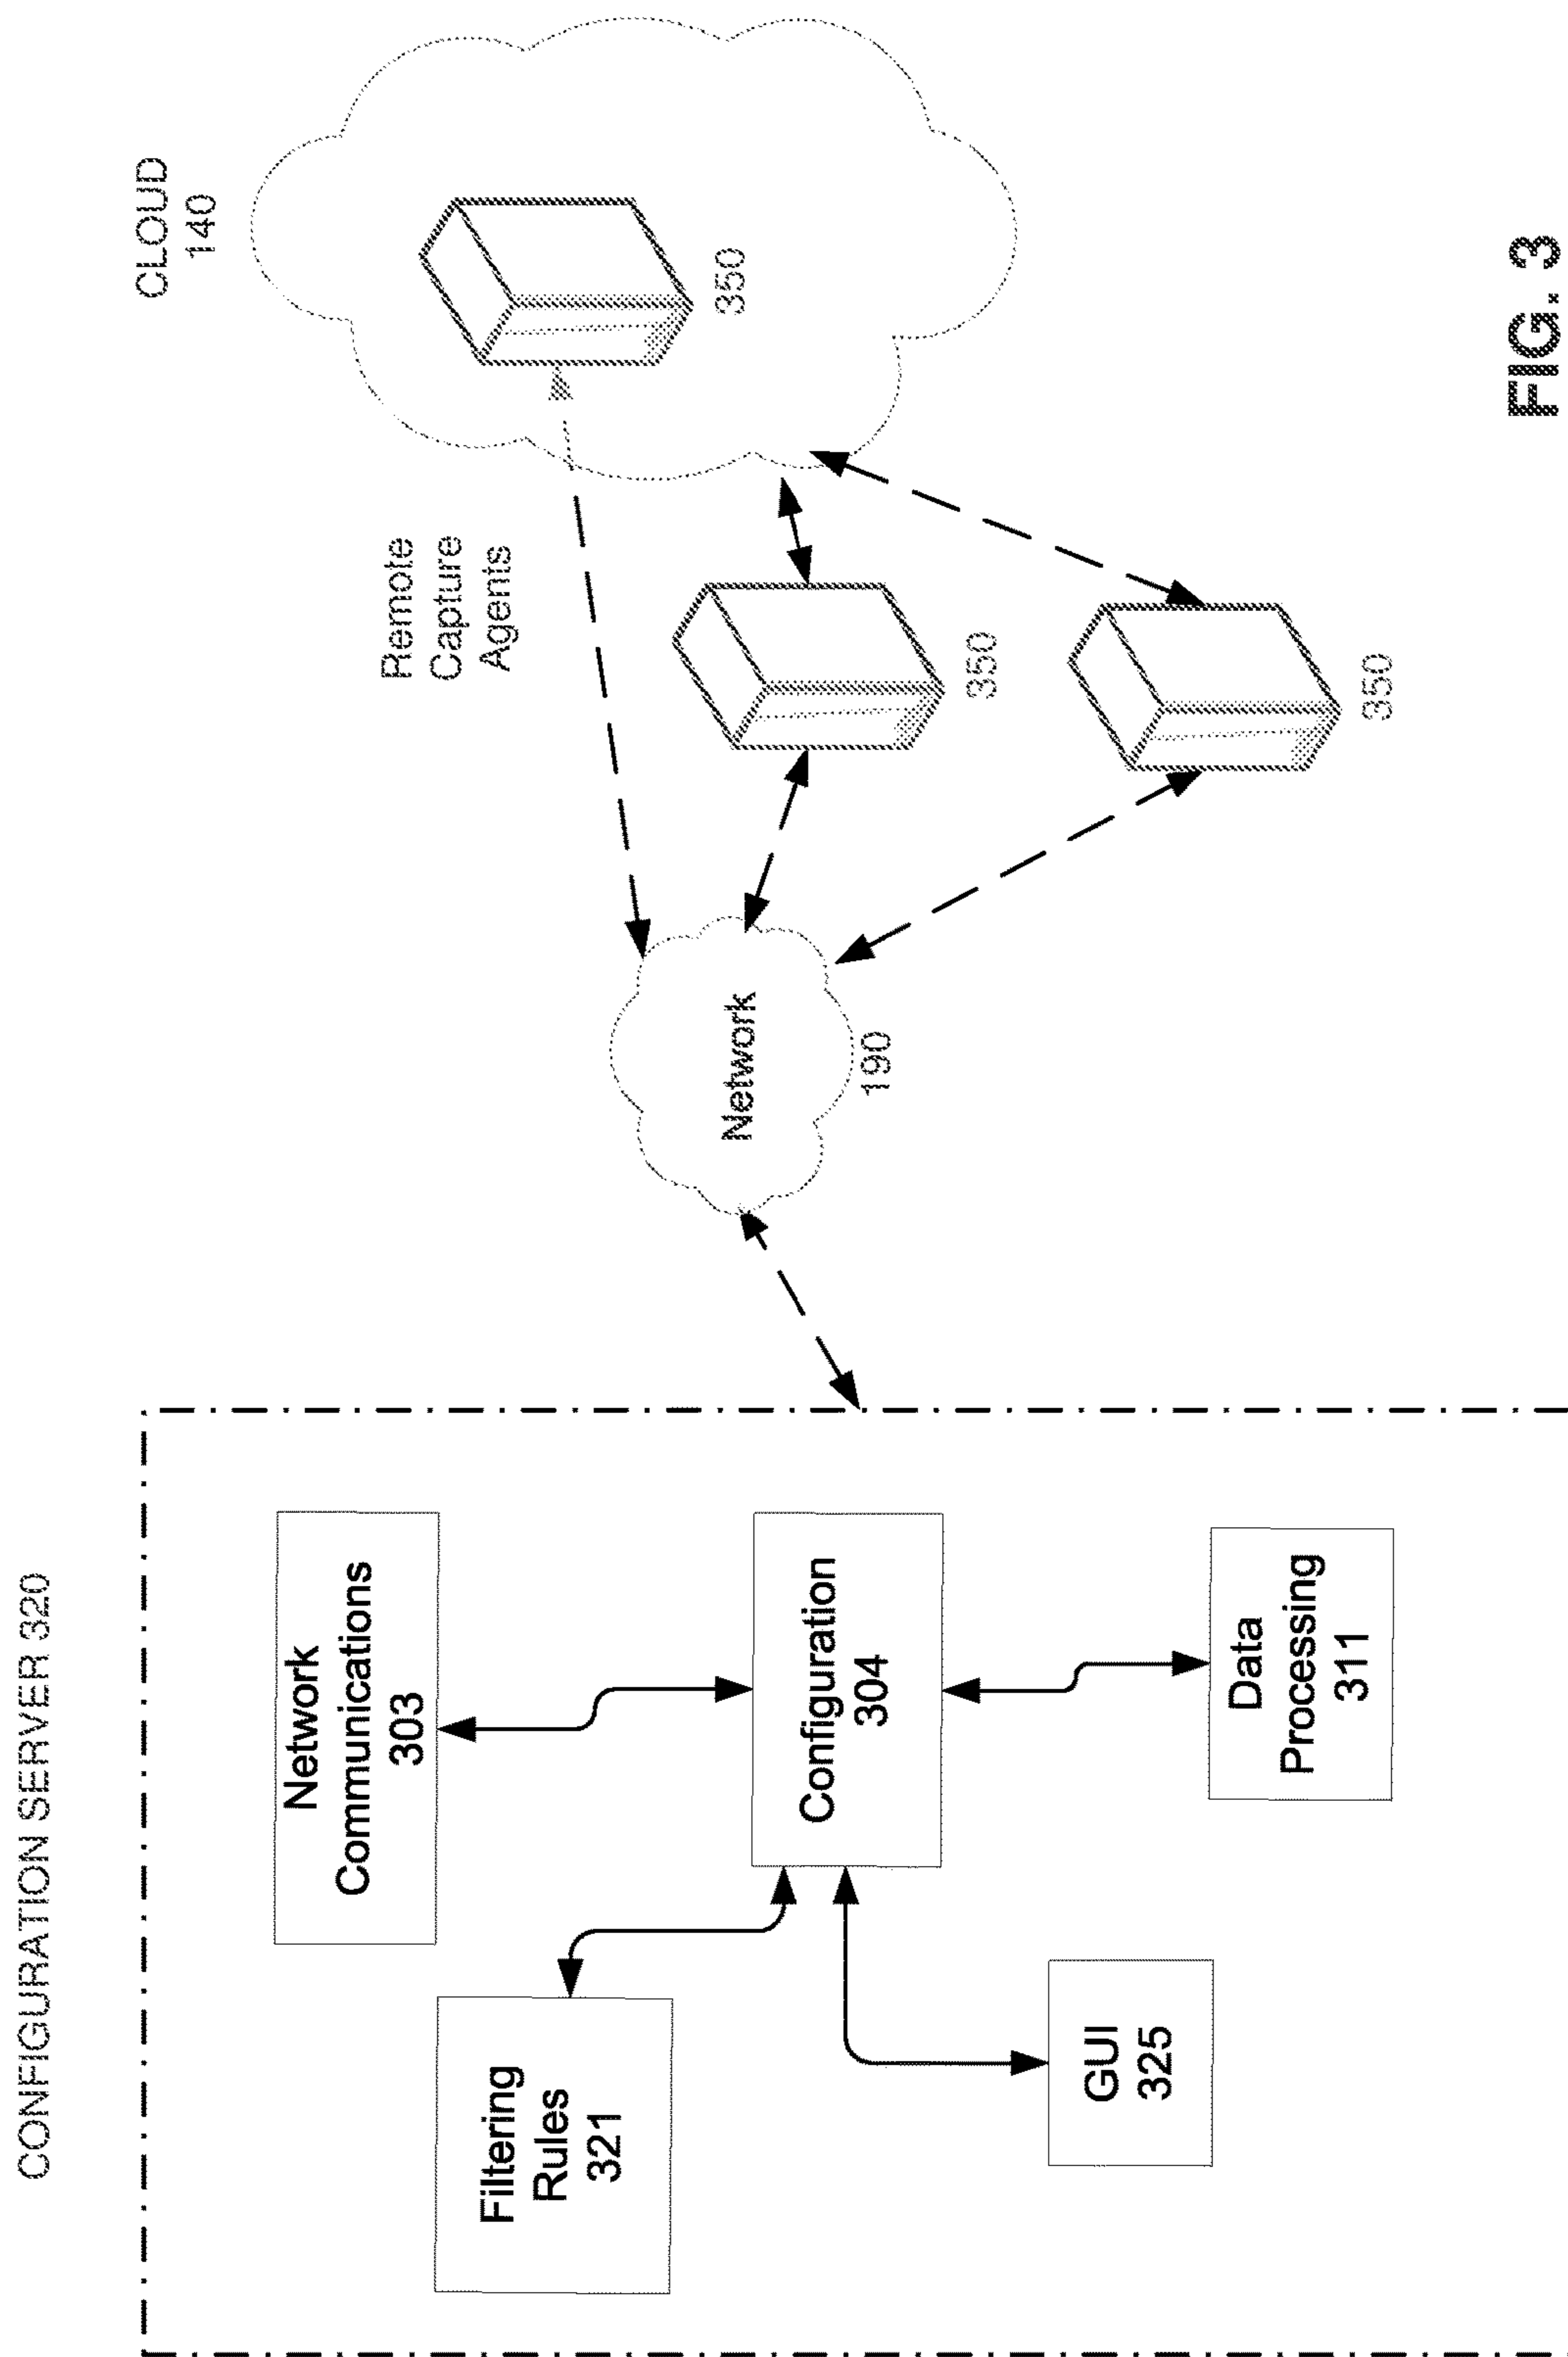 CONFIGURATION SERVER 320
Network
Communications
303
Filtering
Rules
321
Configuration
304
GUI
325
Data
Processing
311
Network
190
Remote
Capture
Agents
CLOUD
140
350
350
350
FIG. 3